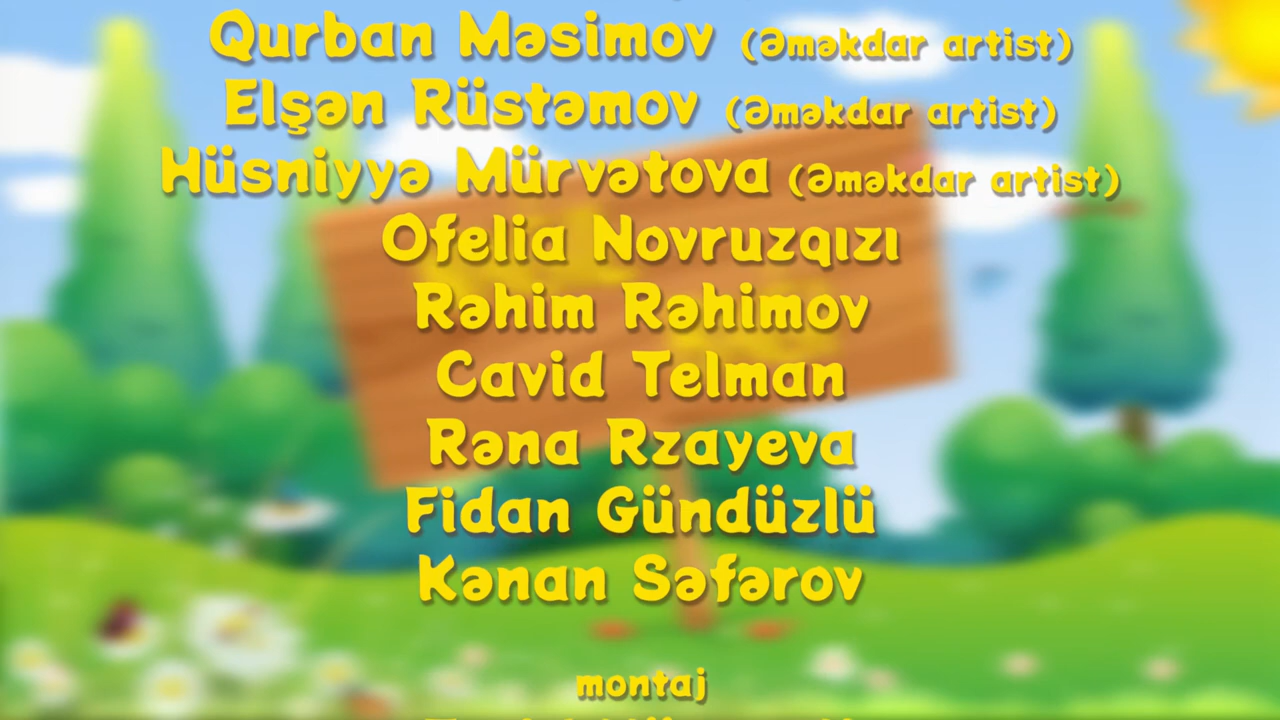 Qurban Məsimov (Əməkdar artist)
Elşən Rüstəmov (Əməkdar artist)
Hüsniyyə Mürvətova (Əməkdar artist)
Ofelia Novruzqızı
Rəhim Rəhimov
Cavid Telman
Rəna Rzayeva
Fidan Gündüzlü
Kənan Səfərov
montaj